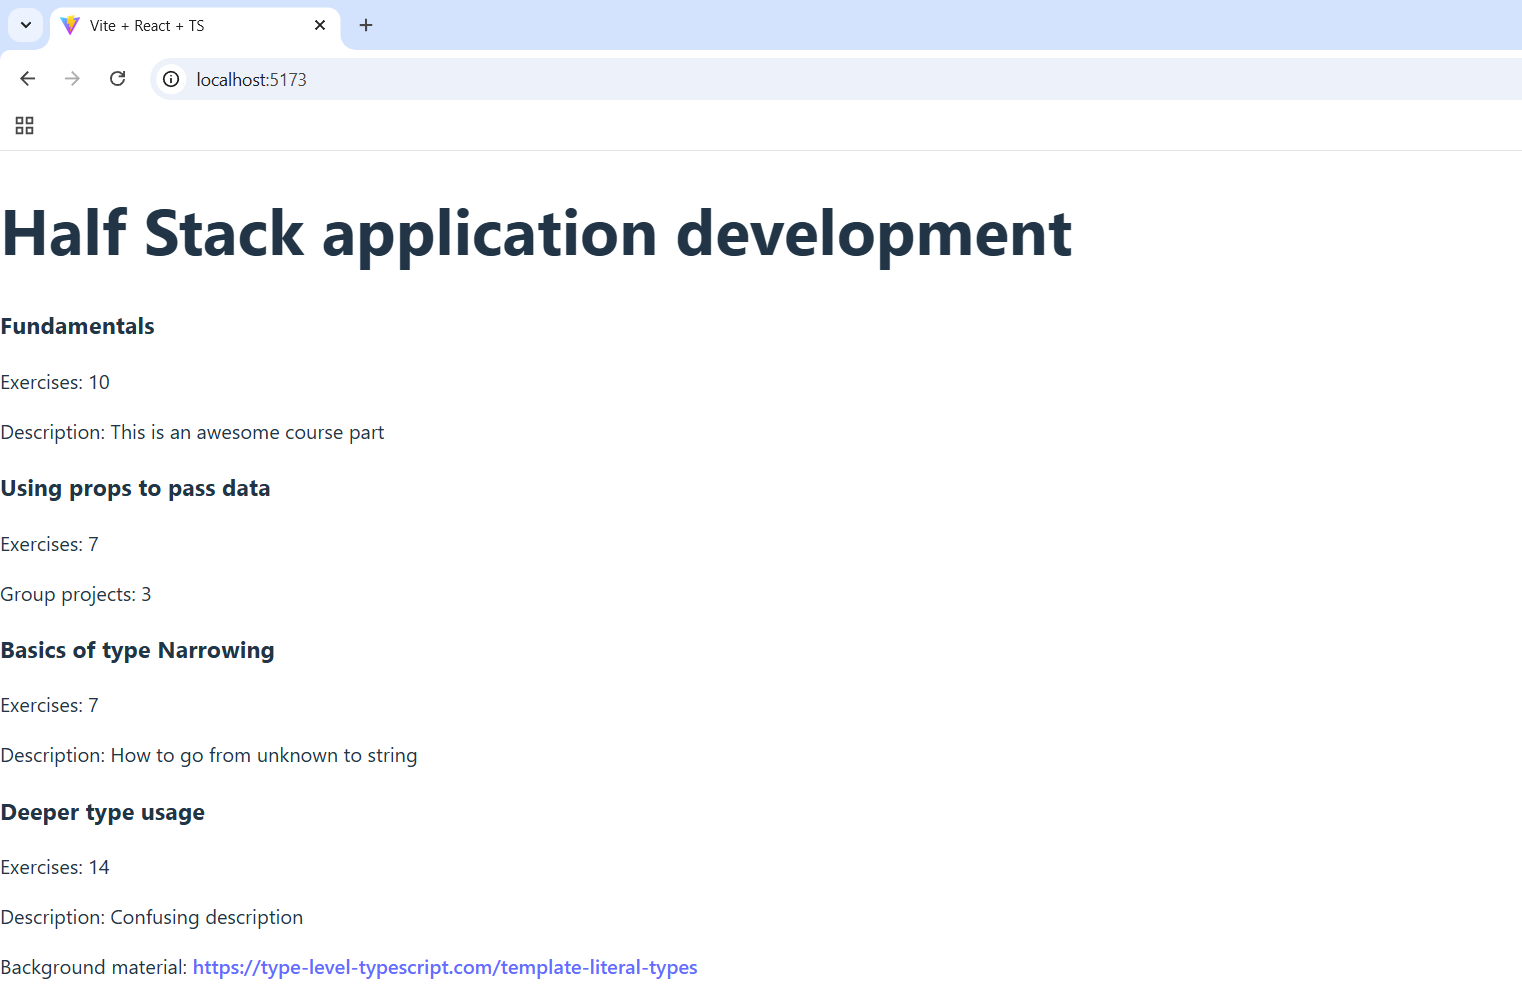 Vite + React + TS
localhost:5173
Half Stack application development
Fundamentals
Exercises: 10
Description: This is an awesome course part
Using props to pass data
Exercises: 7
Group projects: 3
Basics of type Narrowing
Exercises: 7
Description: How to go from unknown to string
Deeper type usage
Exercises: 14
Description: Confusing description
Background material: https://type-level-typescript.com/template-literal-types